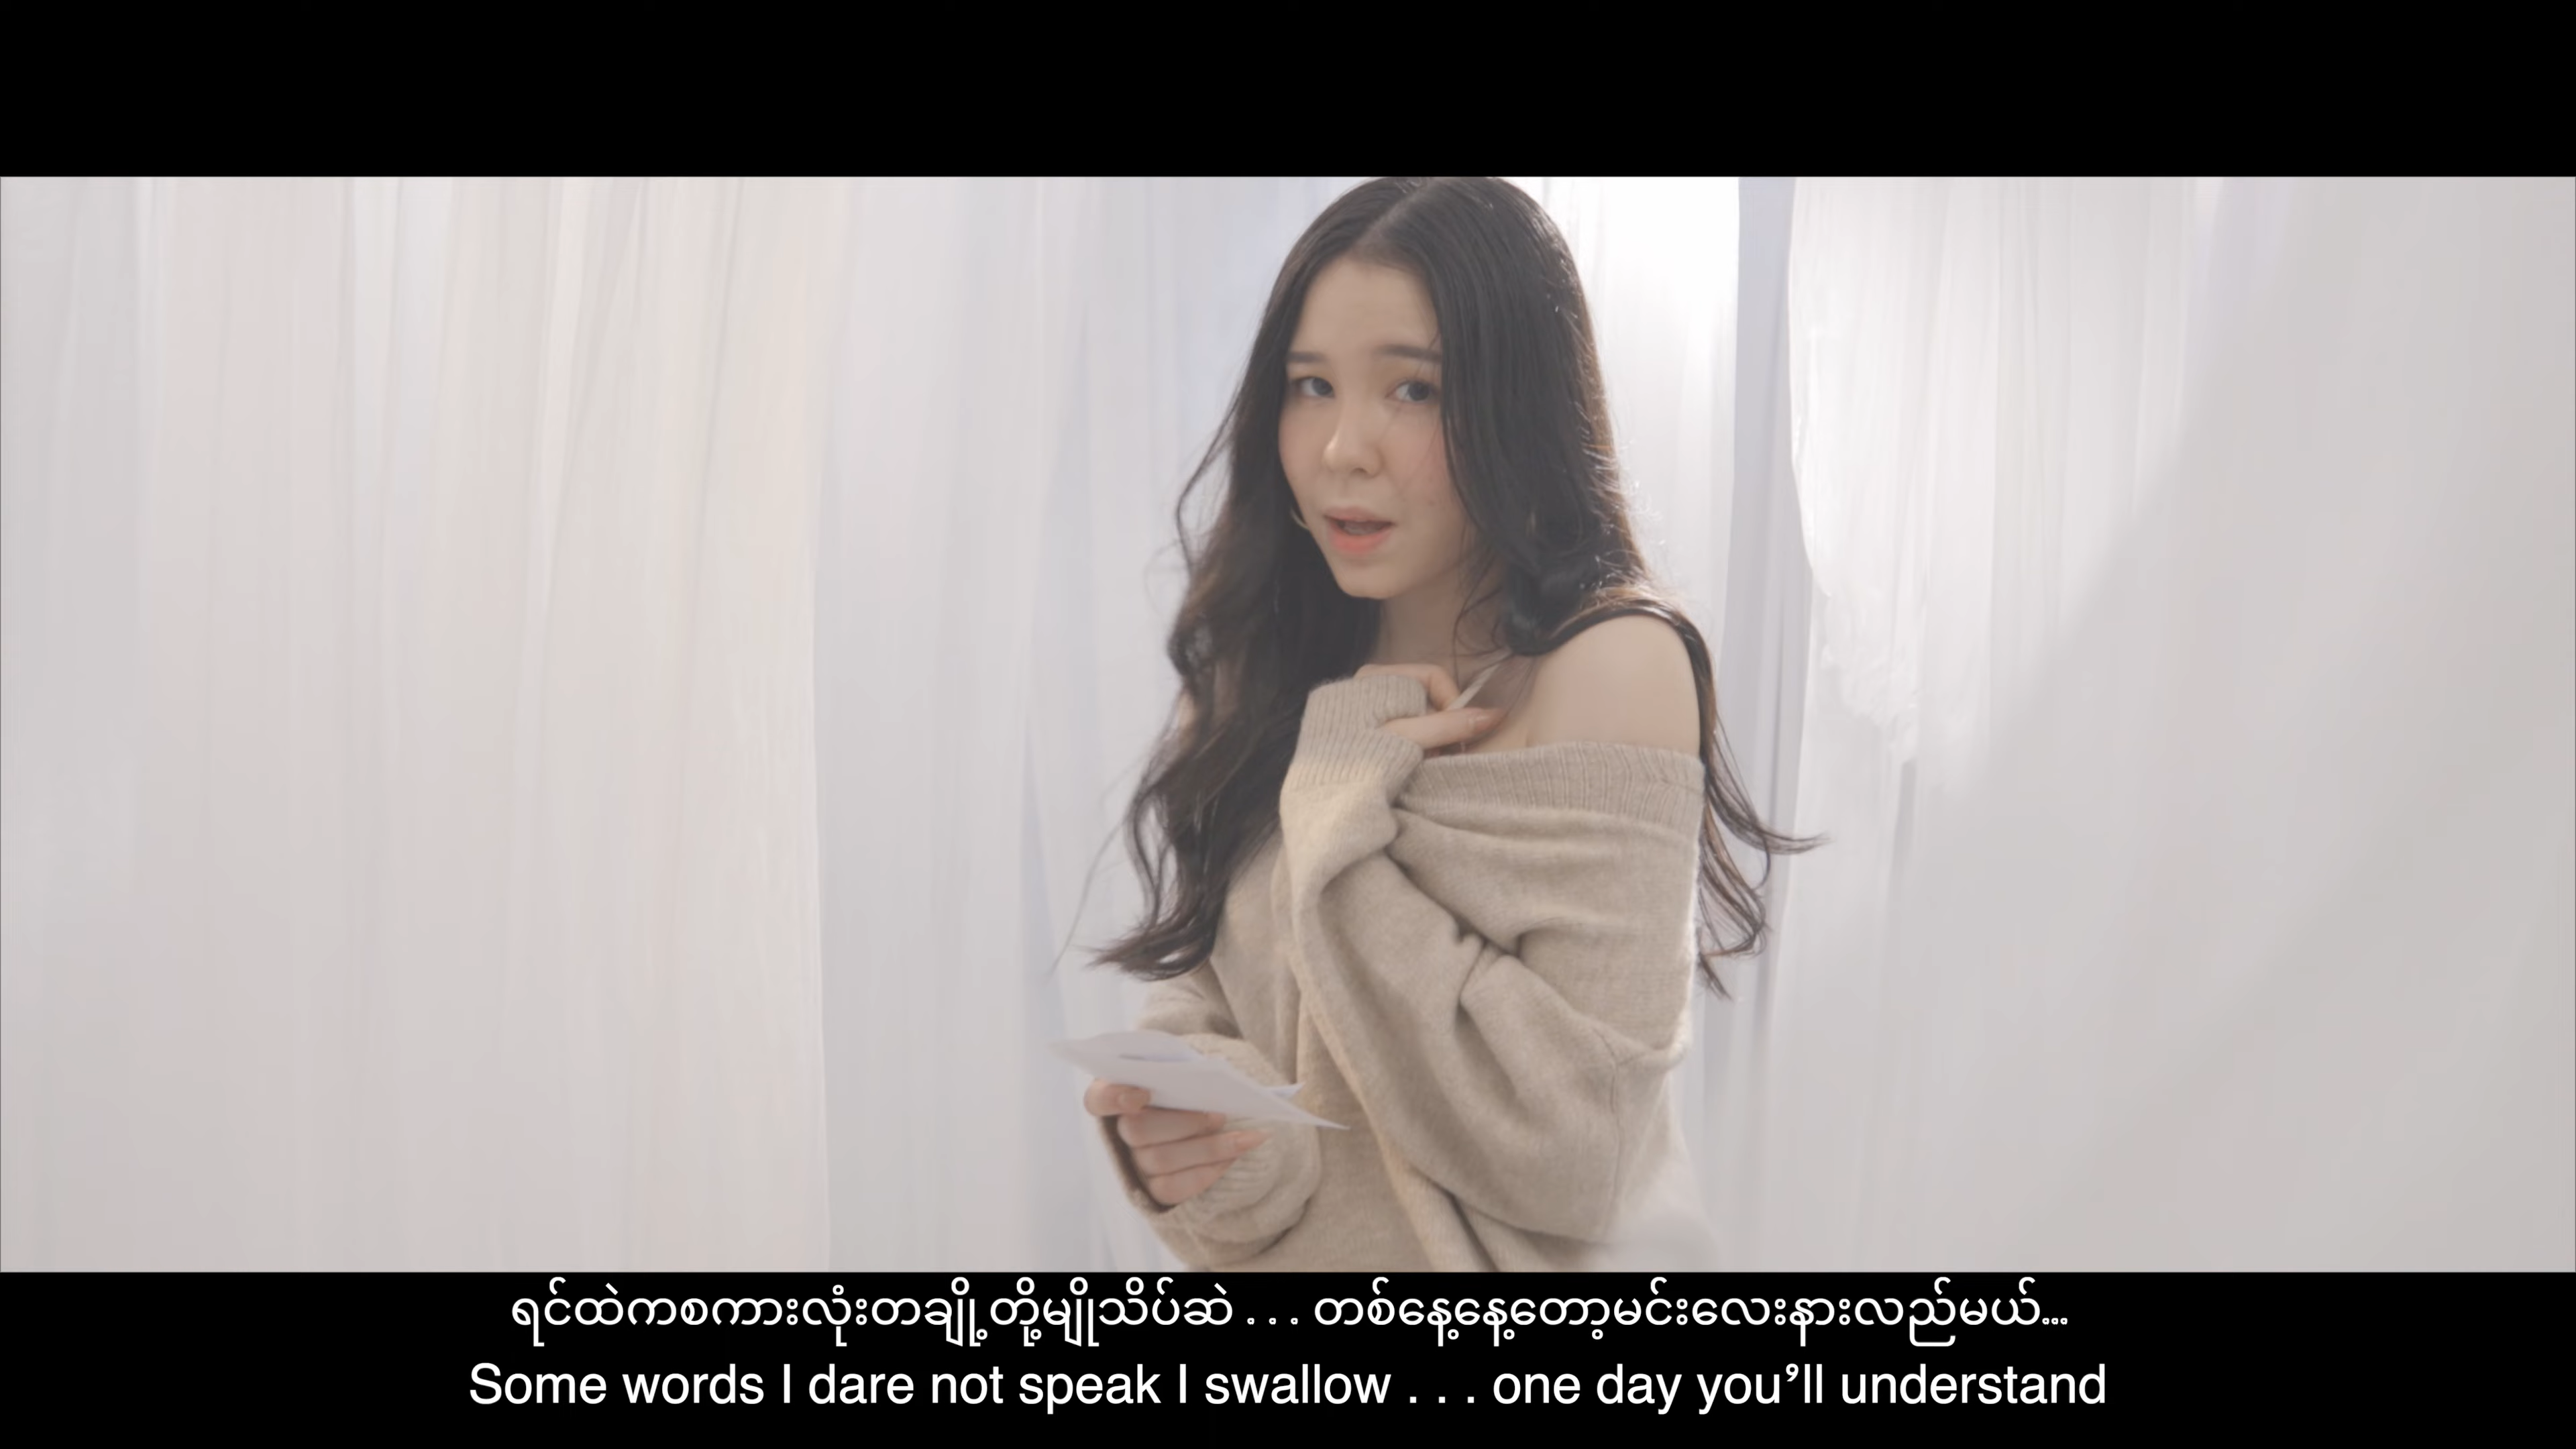 ရင်ထဲကစကားလုံးတချို့တို့မျိုသိပ်ဆဲ . . . တစ်နေ့နေ့တော့မင်းလေးနားလည်မယ်...
Some words I dare not speak I swallow . . . one day you’ll understand